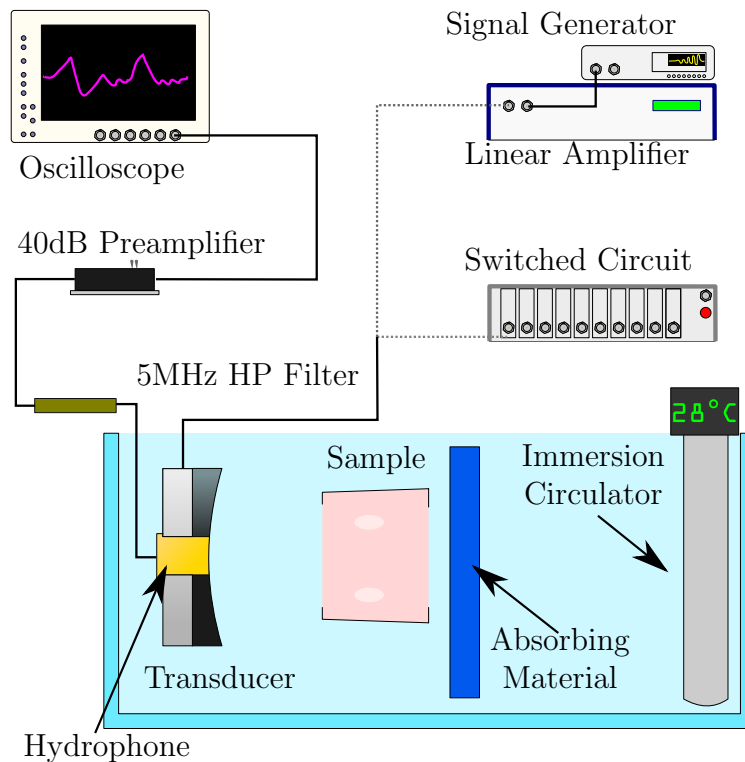 Signal Generator
Oscilloscope
Linear Amplifier
40dB Preamplifier
Switched Circuit
5MHz HP Filter
28°C
Sample
Immersion
Circulator
Absorbing
Material
Transducer
Hydrophone